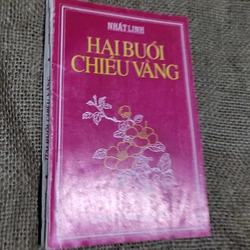 NHẤT LINH
HAI BUỔI
CHIỀU VÀNG